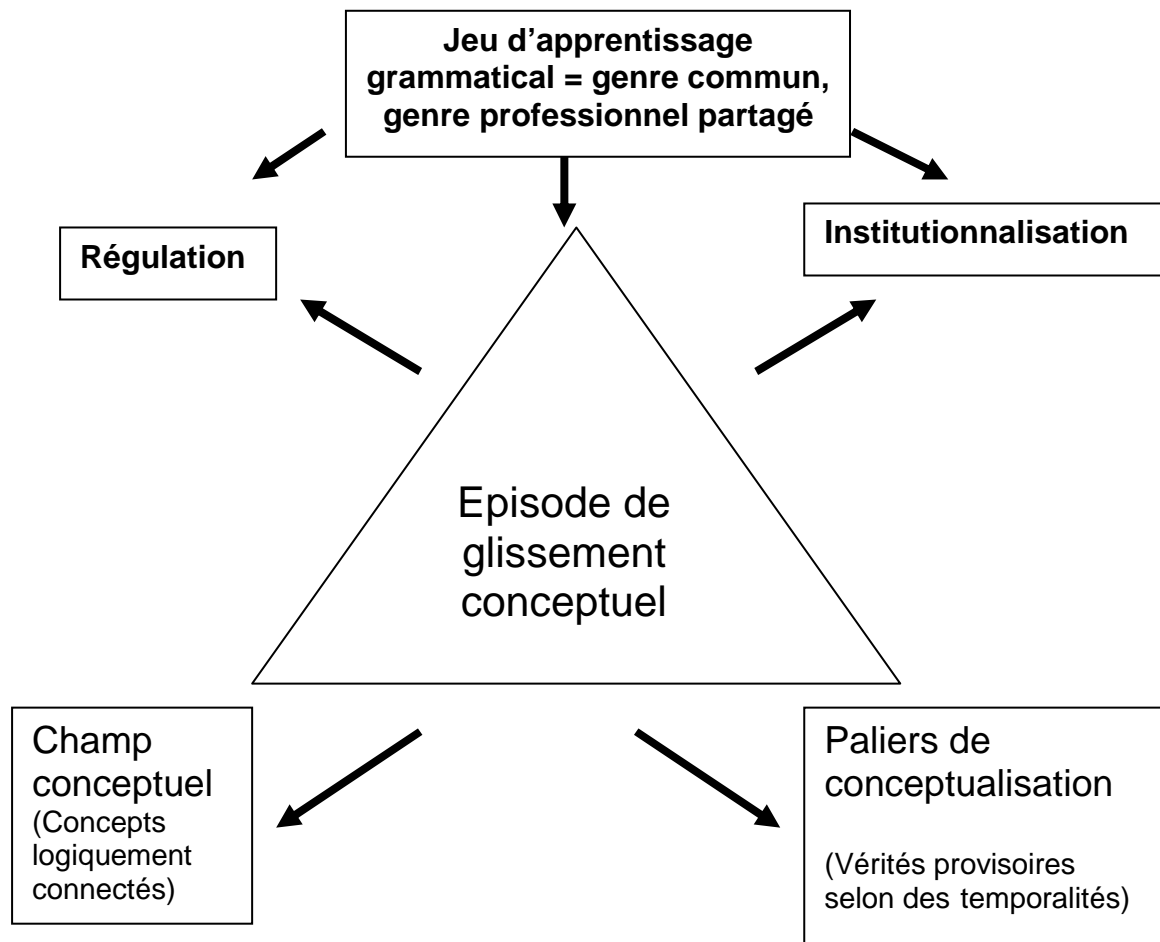 Jeu d’apprentissage
grammatical = genre commun,
genre professionnel partagé
Régulation
Institutionnalisation
Episode de
glissement
conceptuel
Champ
conceptuel
(Concepts
logiquement
connectés)
Paliers de
conceptualisation
(Vérités provisoires
selon des temporalités)